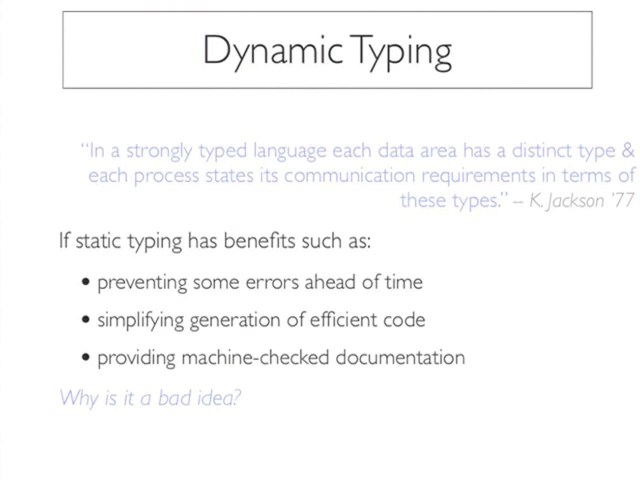 Dynamic Typing
“In a strongly typed language each data area has a distinct type &
each process states its communication requirements in terms of
these types.” -- K. Jackson ‘77
If static typing has benefits such as:
• preventing some errors ahead of time
• simplifying generation of efficient code
• providing machine-checked documentation
Why is it a bad idea?